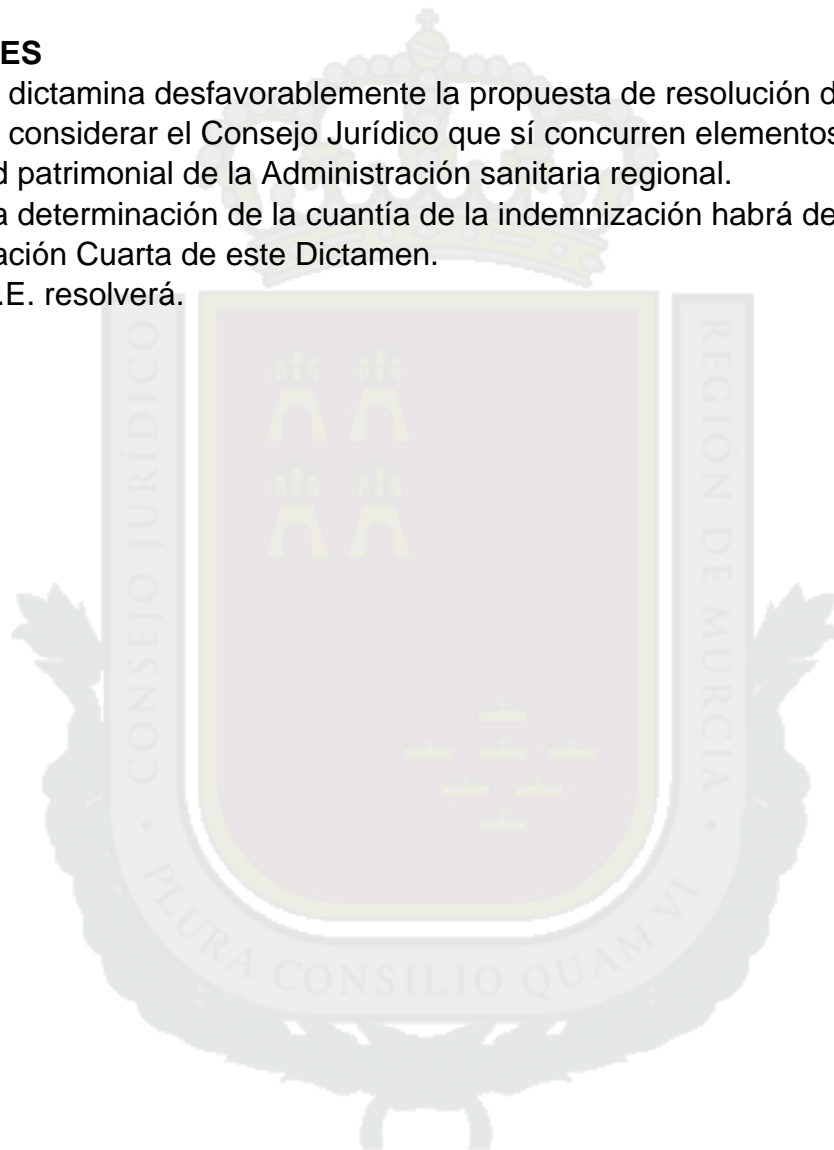 ES
dictamina desfavorablemente la propuesta de resolución d
considerar el Consejo Jurídico que sí concurren elementos
d patrimonial de la Administración sanitaria regional.
a determinación de la cuantía de la indemnización habrá de
ación Cuarta de este Dictamen.
.E. resolverá.
CONSEJO JURÍDICO
REGIÓN DE MURCIA
PLURA CONSILIO QUAM VI